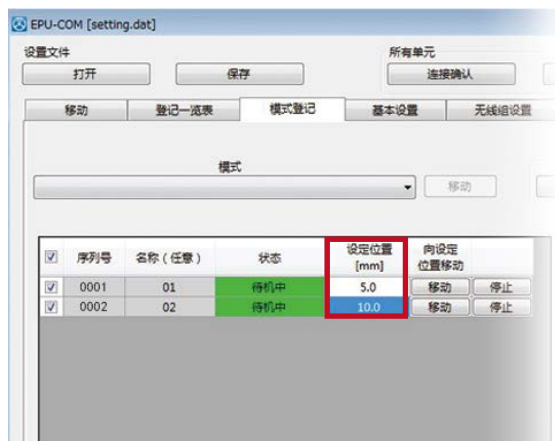 EPU-COM [setting.dat]
设置文件 所有单元
打开 保存 连接确认
移动 登记一览表 模式登记 基本设置 无线组设置
模式
移动
序列号 名称（任意） 状态 设定位置 [mm] 向设定 位置移动
0001 01 待机中 5.0 移动 停止
0002 02 待机中 10.0 移动 停止